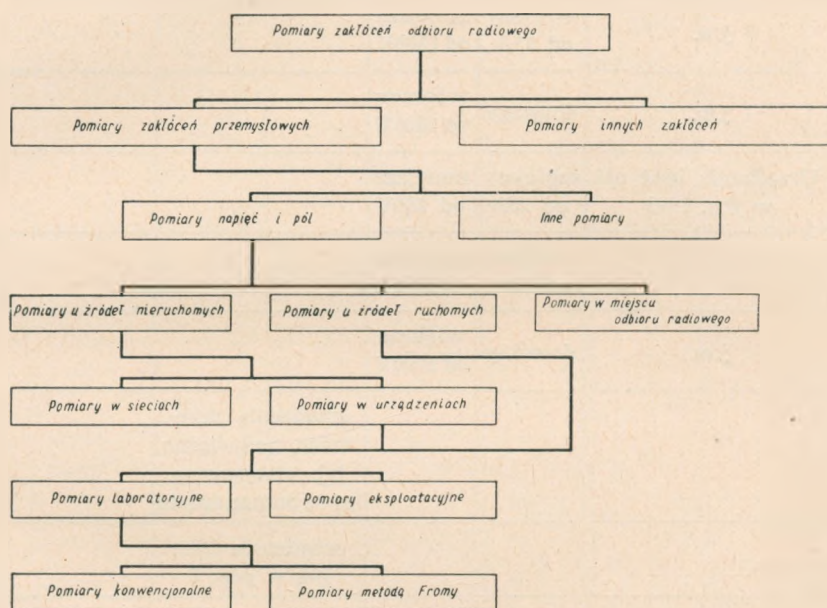 Pomiary zakłóceń odbioru radiowego
Pomiary zakłóceń przemysłowych
Pomiary innych zakłóceń
Pomiary napięć i pól
Inne pomiary
Pomiary u źródeł nieruchomych
Pomiary u źródeł ruchomych
Pomiary w miejscu
odbioru radiowego
Pomiary w sieciach
Pomiary w urządzeniach
Pomiary laboratoryjne
Pomiary eksploatacyjne
Pomiary konwencjonalne
Pomiary metodą Fromy